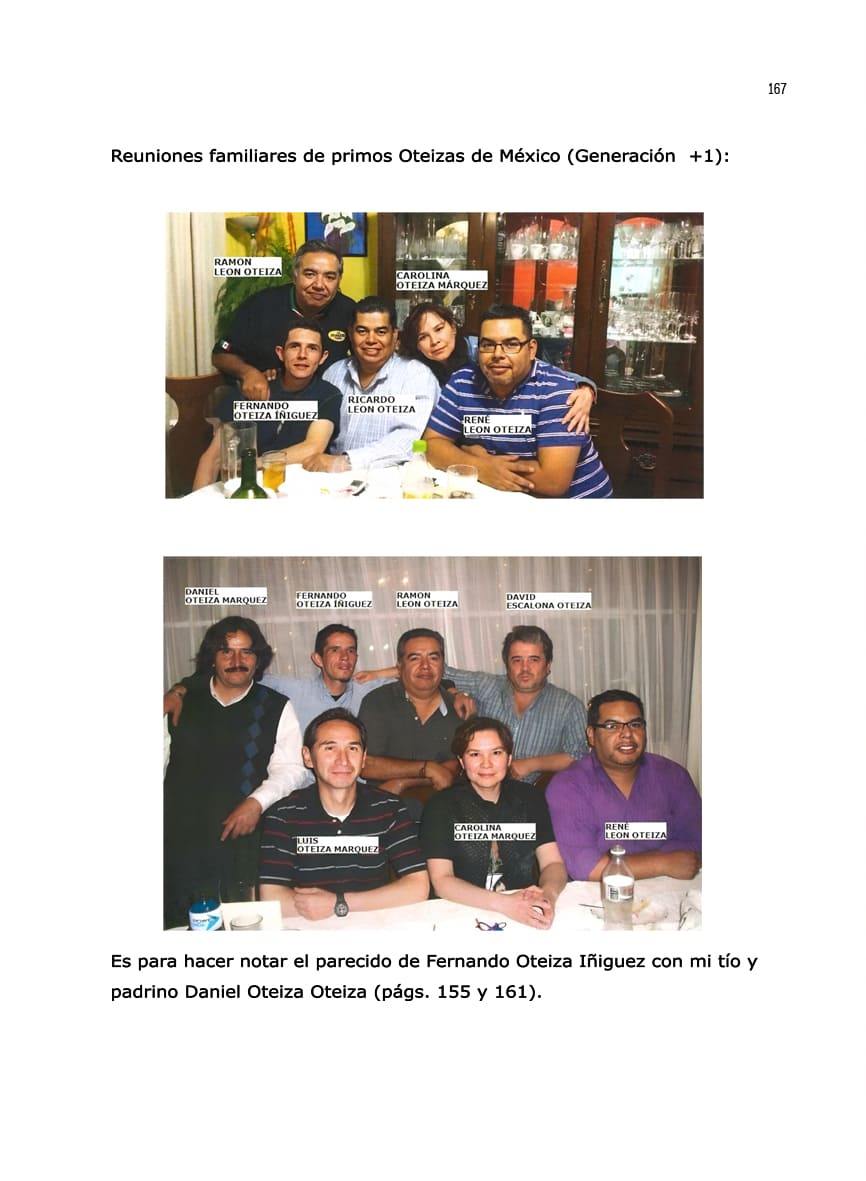 167
Reuniones familiares de primos Oteizas de México (Generación +1):
RAMON
LEON OTEIZA
CAROLINA
OTEIZA MÁRQUEZ
FERNANDO
OTEIZA ÍÑIGUEZ
RICARDO
LEON OTEIZA
RENÉ
LEON OTEIZA
DANIEL
OTEIZA MARQUEZ
FERNANDO
OTEIZA ÍÑIGUEZ
RAMON
LEON OTEIZA
DAVID
ESCALONA OTEIZA
LUIS
OTEIZA MARQUEZ
CAROLINA
OTEIZA MARQUEZ
RENÉ
LEON OTEIZA
Es para hacer notar el parecido de Fernando Oteiza Iñiguez con mi tío y
padrino Daniel Oteiza Oteiza (págs. 155 y 161).